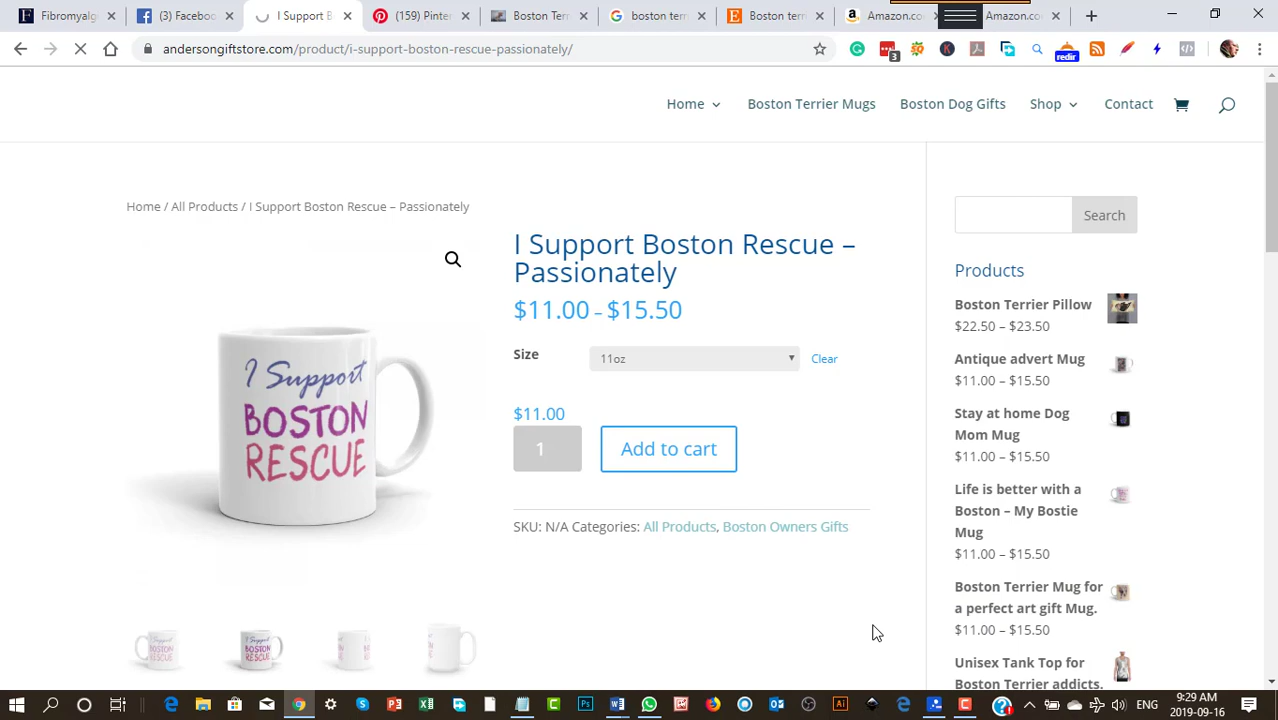 Fibromyalg
(3) Faceboo
I Support B
(159) Pinter
Boston Terr
boston terr
Boston tem
Amazon.co
Amazon.co
andersongiftstore.com/product/i-support-boston-rescue-passionately/
3
redir
Home Boston Terrier Mugs Boston Dog Gifts Shop Contact
Home / All Products / I Support Boston Rescue – Passionately
I Support Boston Rescue –
Passionately
$11.00 – $15.50
Size 11oz Clear
$11.00
1 Add to cart
SKU: N/A Categories: All Products, Boston Owners Gifts
I Support
BOSTON
RESCUE
Search
Products
Boston Terrier Pillow
$22.50 – $23.50
Antique advert Mug
$11.00 – $15.50
Stay at home Dog
Mom Mug
$11.00 – $15.50
Life is better with a
Boston – My Bostie
Mug
$11.00 – $15.50
Boston Terrier Mug for
a perfect art gift Mug.
$11.00 – $15.50
Unisex Tank Top for
Boston Terrier addicts.
ENG
9:29 AM
2019-09-16